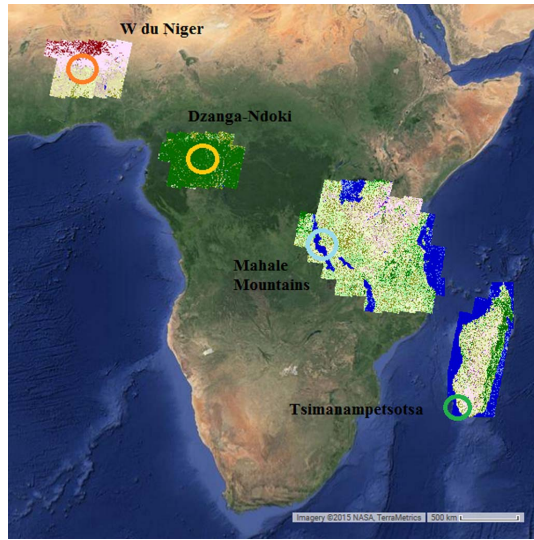 W du Niger
Dzanga-Ndoki
Mahale
Mountains
Tsimanampetsotsa
Imagery ©2015 NASA, TerraMetrics 500 km